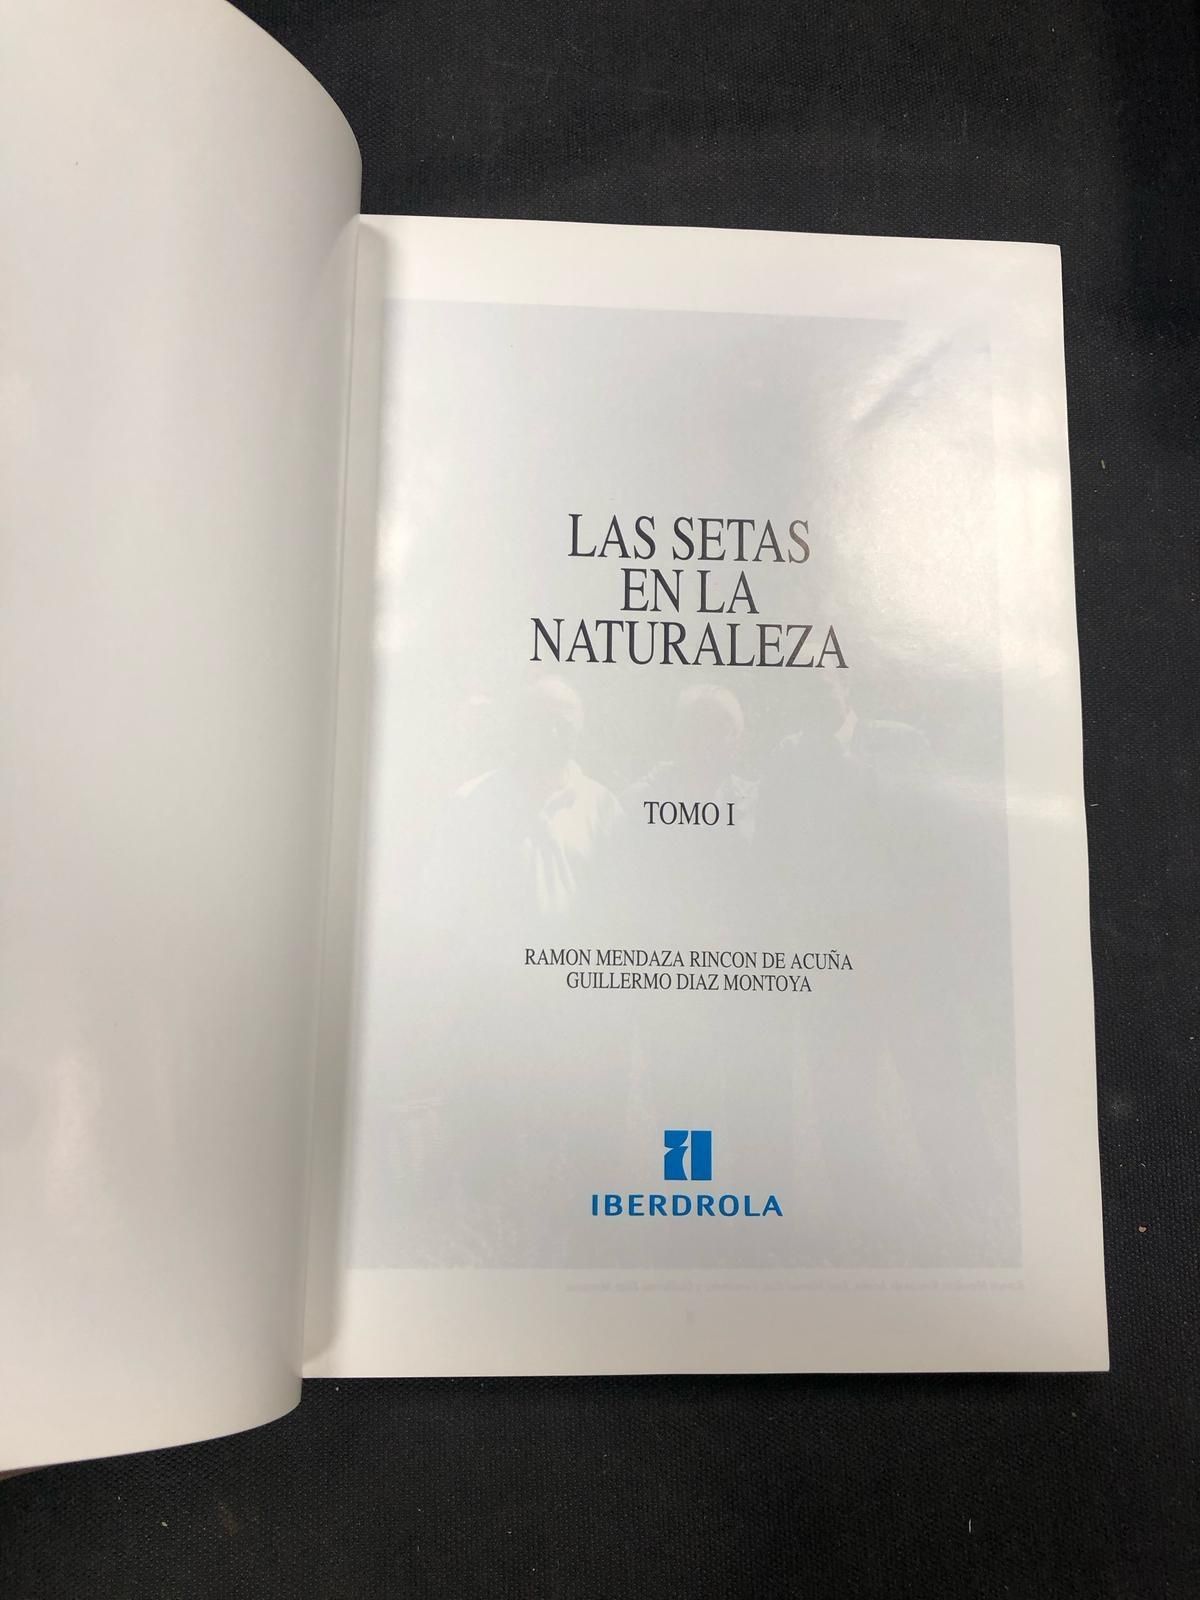 LAS SETAS
EN LA
NATURALEZA
TOMO I
RAMON MENDAZA RINCON DE ACUÑA
GUILLERMO DIAZ MONTOYA
IBERDROLA